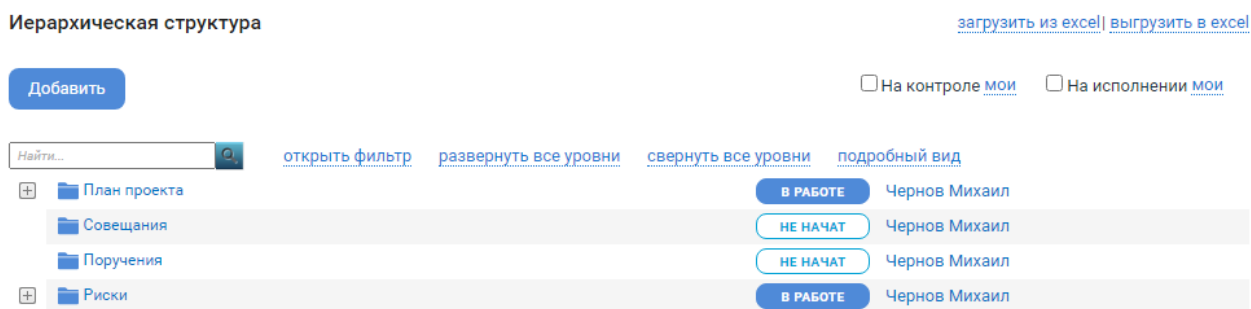 Иерархическая структура загрузить из excel| выгрузить в excel
Добавить На контроле мои На исполнении мои
Найти... открыть фильтр развернуть все уровни свернуть все уровни подробный вид
План проекта В РАБОТЕ Чернов Михаил
Совещания НЕ НАЧАТ Чернов Михаил
Поручения НЕ НАЧАТ Чернов Михаил
Риски В РАБОТЕ Чернов Михаил